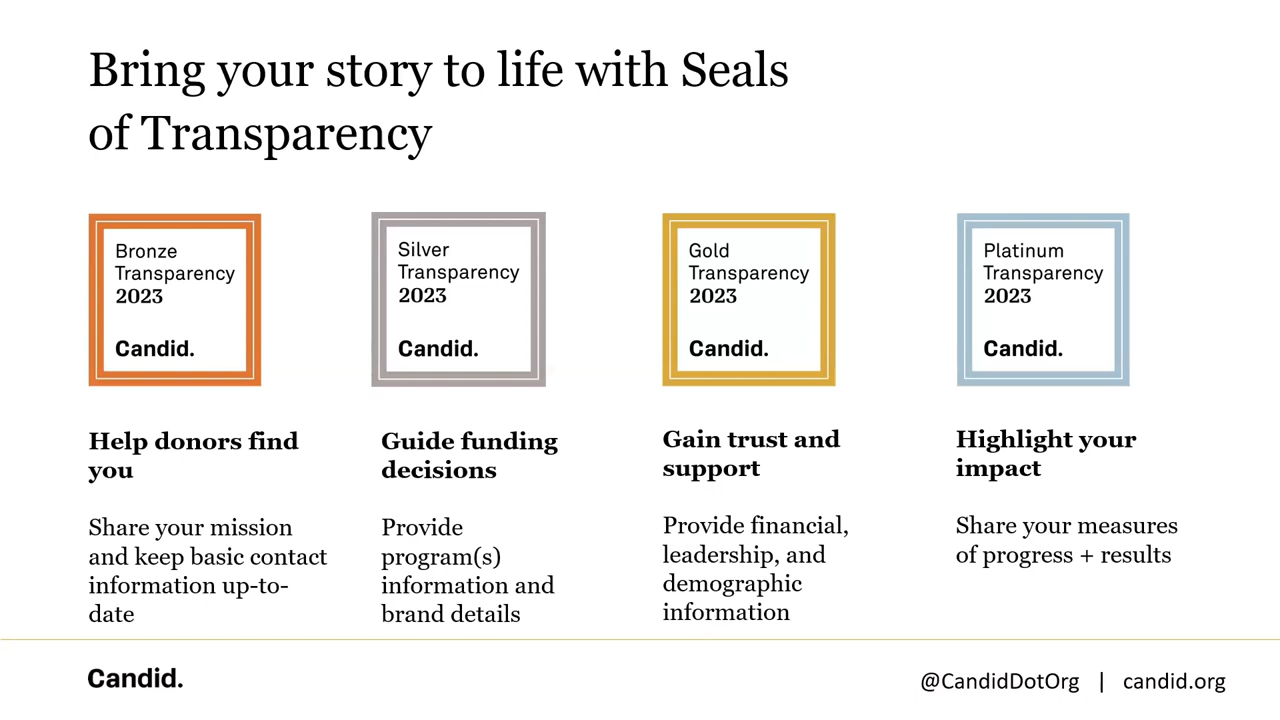 Bring your story to life with Seals
of Transparency
Bronze
Transparency
2023
Candid.
Silver
Transparency
2023
Candid.
Gold
Transparency
2023
Candid.
Platinum
Transparency
2023
Candid.
Help donors find
you
Share your mission
and keep basic contact
information up-to-
date
Guide funding
decisions
Provide
program(s)
information and
brand details
Gain trust and
support
Provide financial,
leadership, and
demographic
information
Highlight your
impact
Share your measures
of progress + results
Candid.
@CandidDotOrg | candid.org